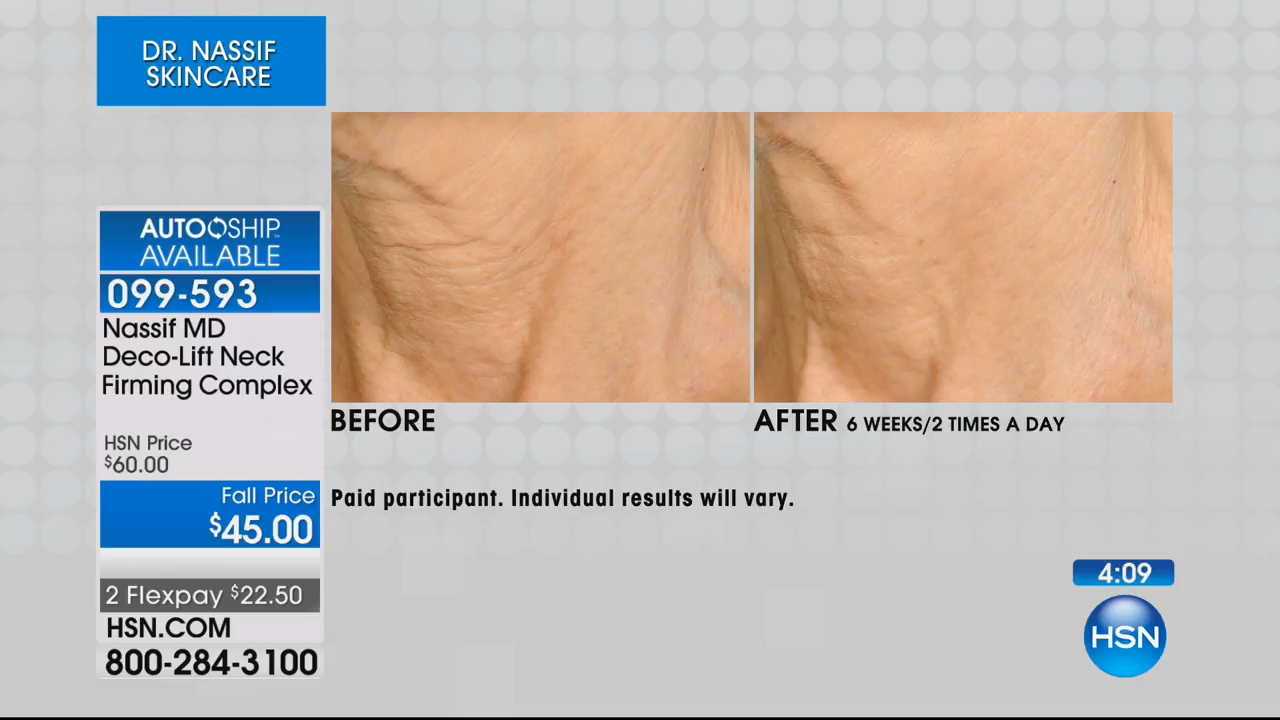 DR. NASSIF
SKINCARE
AUTO SHIP
AVAILABLE
099-593
Nassif MD
Deco-Lift Neck
Firming Complex
HSN Price
$60.00
Fall Price
$45.00
2 Flexpay $22.50
HSN.COM
800-284-3100
BEFORE
AFTER 6 WEEKS/2 TIMES A DAY
Paid participant. Individual results will vary.
4:09
HSN